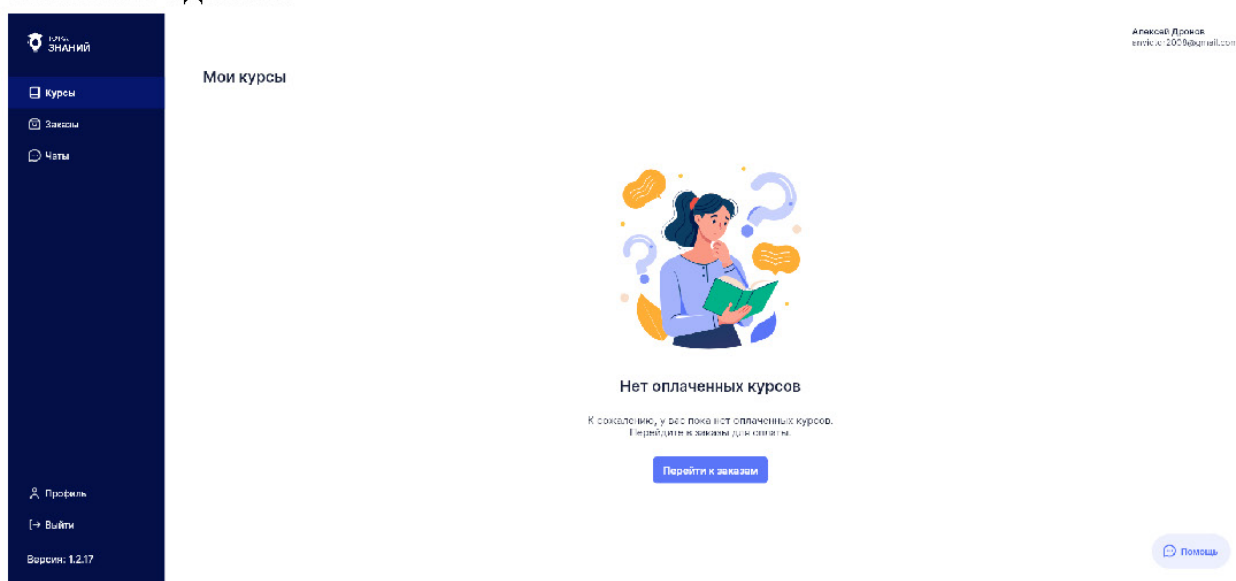 ТОЧКА
ЗНАНИЙ
Алексей Дронов
Мои курсы
Курсы
Заказы
Чаты
Нет оплаченных курсов
К сожалению, у вас пока нет оплаченных курсов.
Перейдите в заказы для оплаты.
Перейти к заказам
Профиль
Выйти
Версия: 1.2.17
Помощь